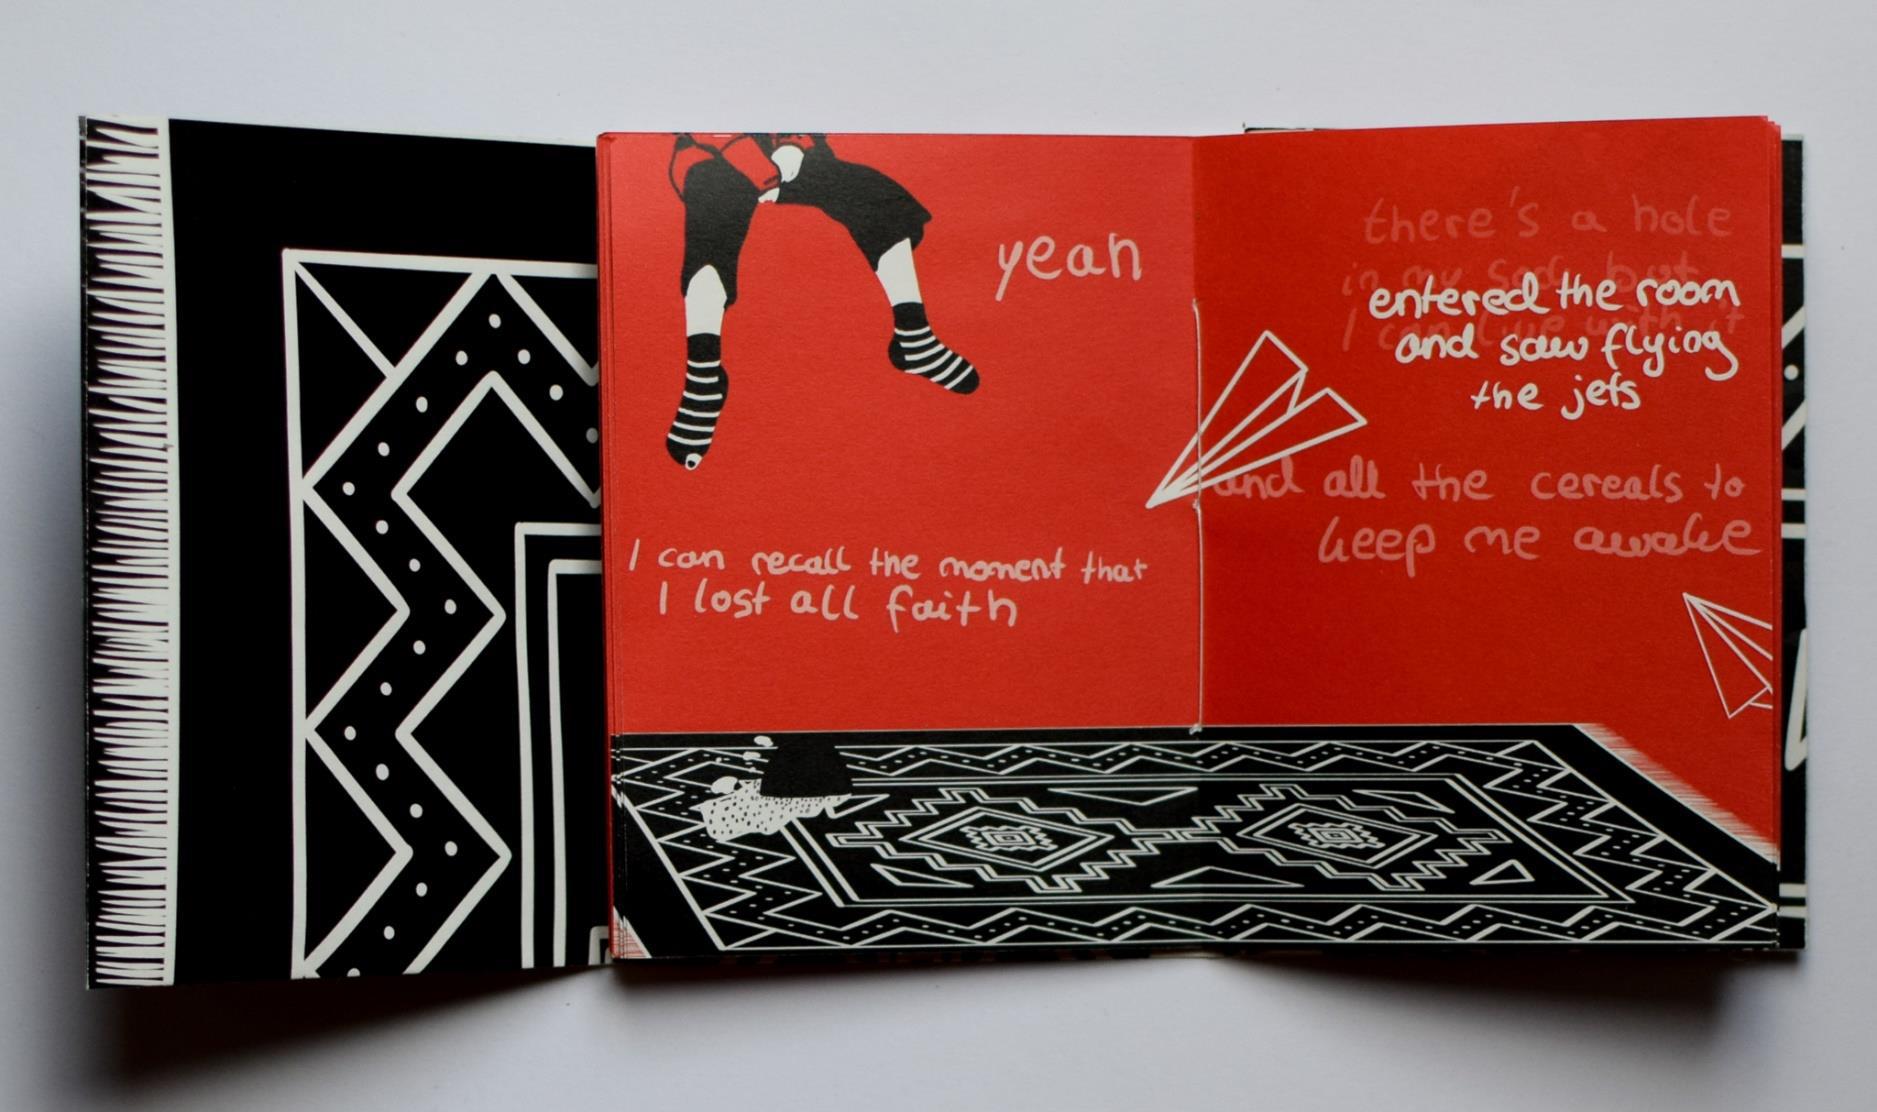 yeah
I can recall the moment that
I lost all faith
there's a hole
in my sock but
I can live with it
entered the room
and saw flying
the jets
and all the cereals to
keep me awake